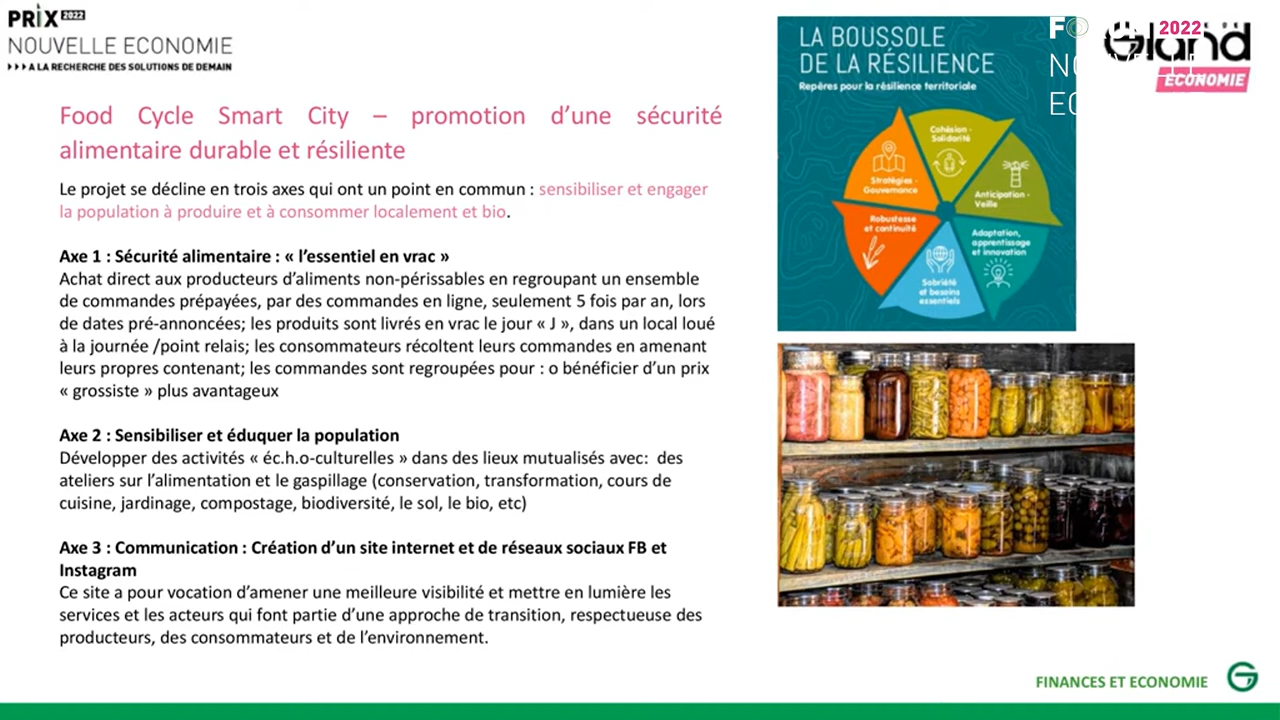 PRIX 2022
NOUVELLE ECONOMIE
A LA RECHERCHE DES SOLUTIONS DE DEMAIN
Food Cycle Smart City – promotion d’une sécurité
alimentaire durable et résiliente
Le projet se décline en trois axes qui ont un point en commun : sensibiliser et engager
la population à produire et à consommer localement et bio.
Axe 1 : Sécurité alimentaire : « l’essentiel en vrac »
Achat direct aux producteurs d’aliments non-périssables en regroupant un ensemble
de commandes prépayées, par des commandes en ligne, seulement 5 fois par an, lors
de dates pré-annoncées; les produits sont livrés en vrac le jour « J », dans un local loué
à la journée /point relais; les consommateurs récoltent leurs commandes en amenant
leurs propres contenant; les commandes sont regroupées pour : o bénéficier d’un prix
« grossiste » plus avantageux
Axe 2 : Sensibiliser et éduquer la population
Développer des activités « éc.h.o-culturelles » dans des lieux mutualisés avec: des
ateliers sur l’alimentation et le gaspillage (conservation, transformation, cours de
cuisine, jardinage, compostage, biodiversité, le sol, le bio, etc)
Axe 3 : Communication : Création d’un site internet et de réseaux sociaux FB et
Instagram
Ce site a pour vocation d’amener une meilleure visibilité et mettre en lumière les
services et les acteurs qui font partie d’une approche de transition, respectueuse des
producteurs, des consommateurs et de l’environnement.
LA BOUSSOLE
DE LA RÉSILIENCE
Repères pour la résilience territoriale
Cohésion -
Solidarité
Anticipation -
Veille
Adaptation,
apprentissage
et innovation
Sobriété
et besoins
essentiels
Robustesse
et continuité
Stratégies -
Gouvernance
2022
Gland
ÉCONOMIE
FINANCES ET ECONOMIE